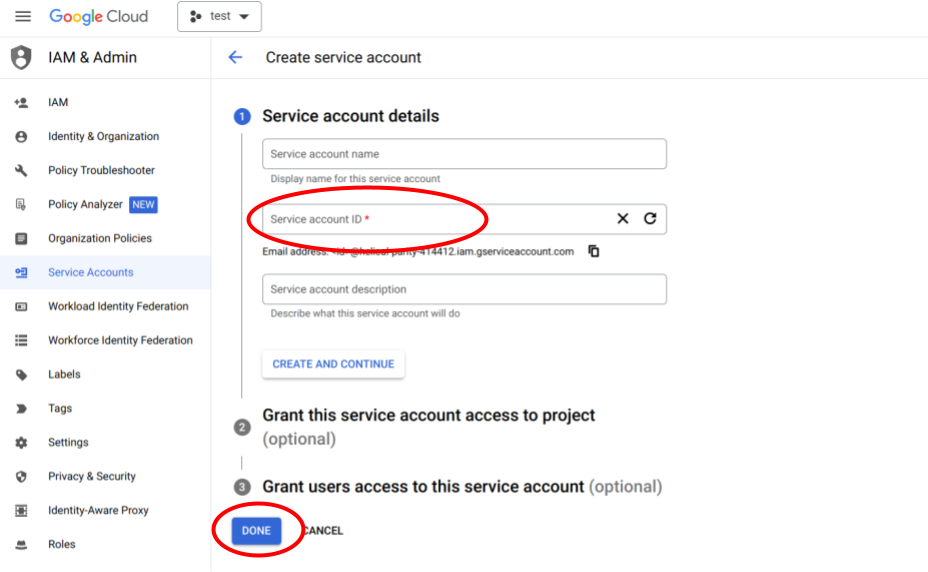 Google Cloud
test
IAM & Admin
Create service account
IAM
Identity & Organization
Policy Troubleshooter
Policy Analyzer NEW
Organization Policies
Service Accounts
Workload Identity Federation
Workforce Identity Federation
Labels
Tags
Settings
Privacy & Security
Identity-Aware Proxy
Roles
1 Service account details
Service account name
Display name for this service account
Service account ID *
Email address: <id>@helical-parity-414412.iam.gserviceaccount.com
Service account description
Describe what this service account will do
CREATE AND CONTINUE
2 Grant this service account access to project
(optional)
3 Grant users access to this service account (optional)
DONE CANCEL